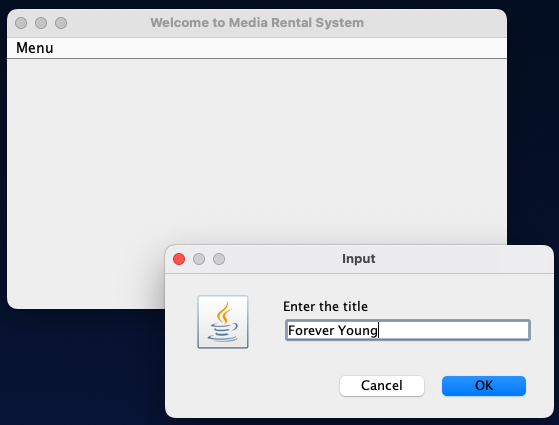 Welcome to Media Rental System
Menu
Input
Enter the title
Forever Young
Cancel
OK